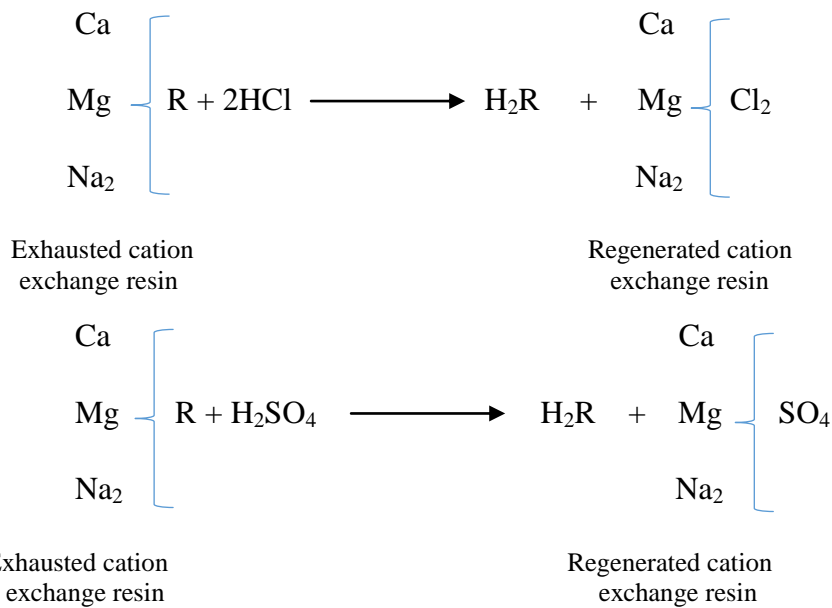 Ca Ca
Mg R + 2HCl H₂R + Mg Cl₂
Na₂ Na₂
Exhausted cation Regenerated cation
exchange resin exchange resin
Ca Ca
Mg R + H₂SO₄ H₂R + Mg SO₄
Na₂ Na₂
xhausted cation Regenerated cation
exchange resin exchange resin